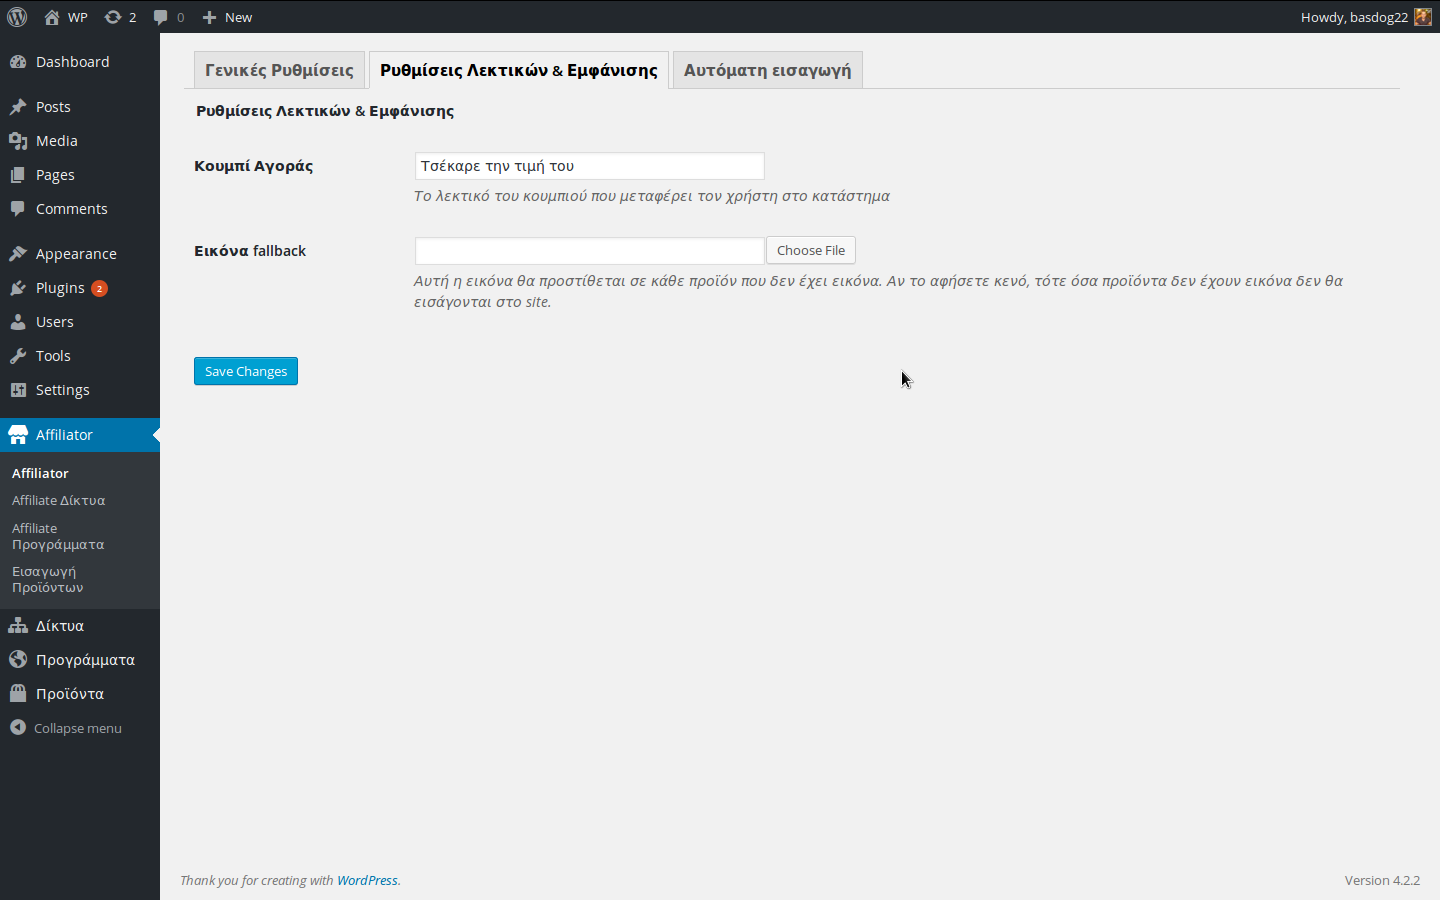 WP 2 0 New Howdy, basdog22
Dashboard
Posts
Media
Pages
Comments
Appearance
Plugins 2
Users
Tools
Settings
Affiliator
Affiliator
Affiliate Δίκτυα
Affiliate
Προγράμματα
Εισαγωγή
Προϊόντων
Δίκτυα
Προγράμματα
Προϊόντα
Collapse menu
Γενικές Ρυθμίσεις Ρυθμίσεις Λεκτικών & Εμφάνισης Αυτόματη εισαγωγή
Ρυθμίσεις Λεκτικών & Εμφάνισης
Κουμπί Αγοράς Τσέκαρε την τιμή του
Το λεκτικό του κουμπιού που μεταφέρει τον χρήστη στο κατάστημα
Εικόνα fallback Choose File
Αυτή η εικόνα θα προστίθεται σε κάθε προϊόν που δεν έχει εικόνα. Αν το αφήσετε κενό, τότε όσα προϊόντα δεν έχουν εικόνα δεν θα
εισάγονται στο site.
Save Changes
Thank you for creating with WordPress. Version 4.2.2